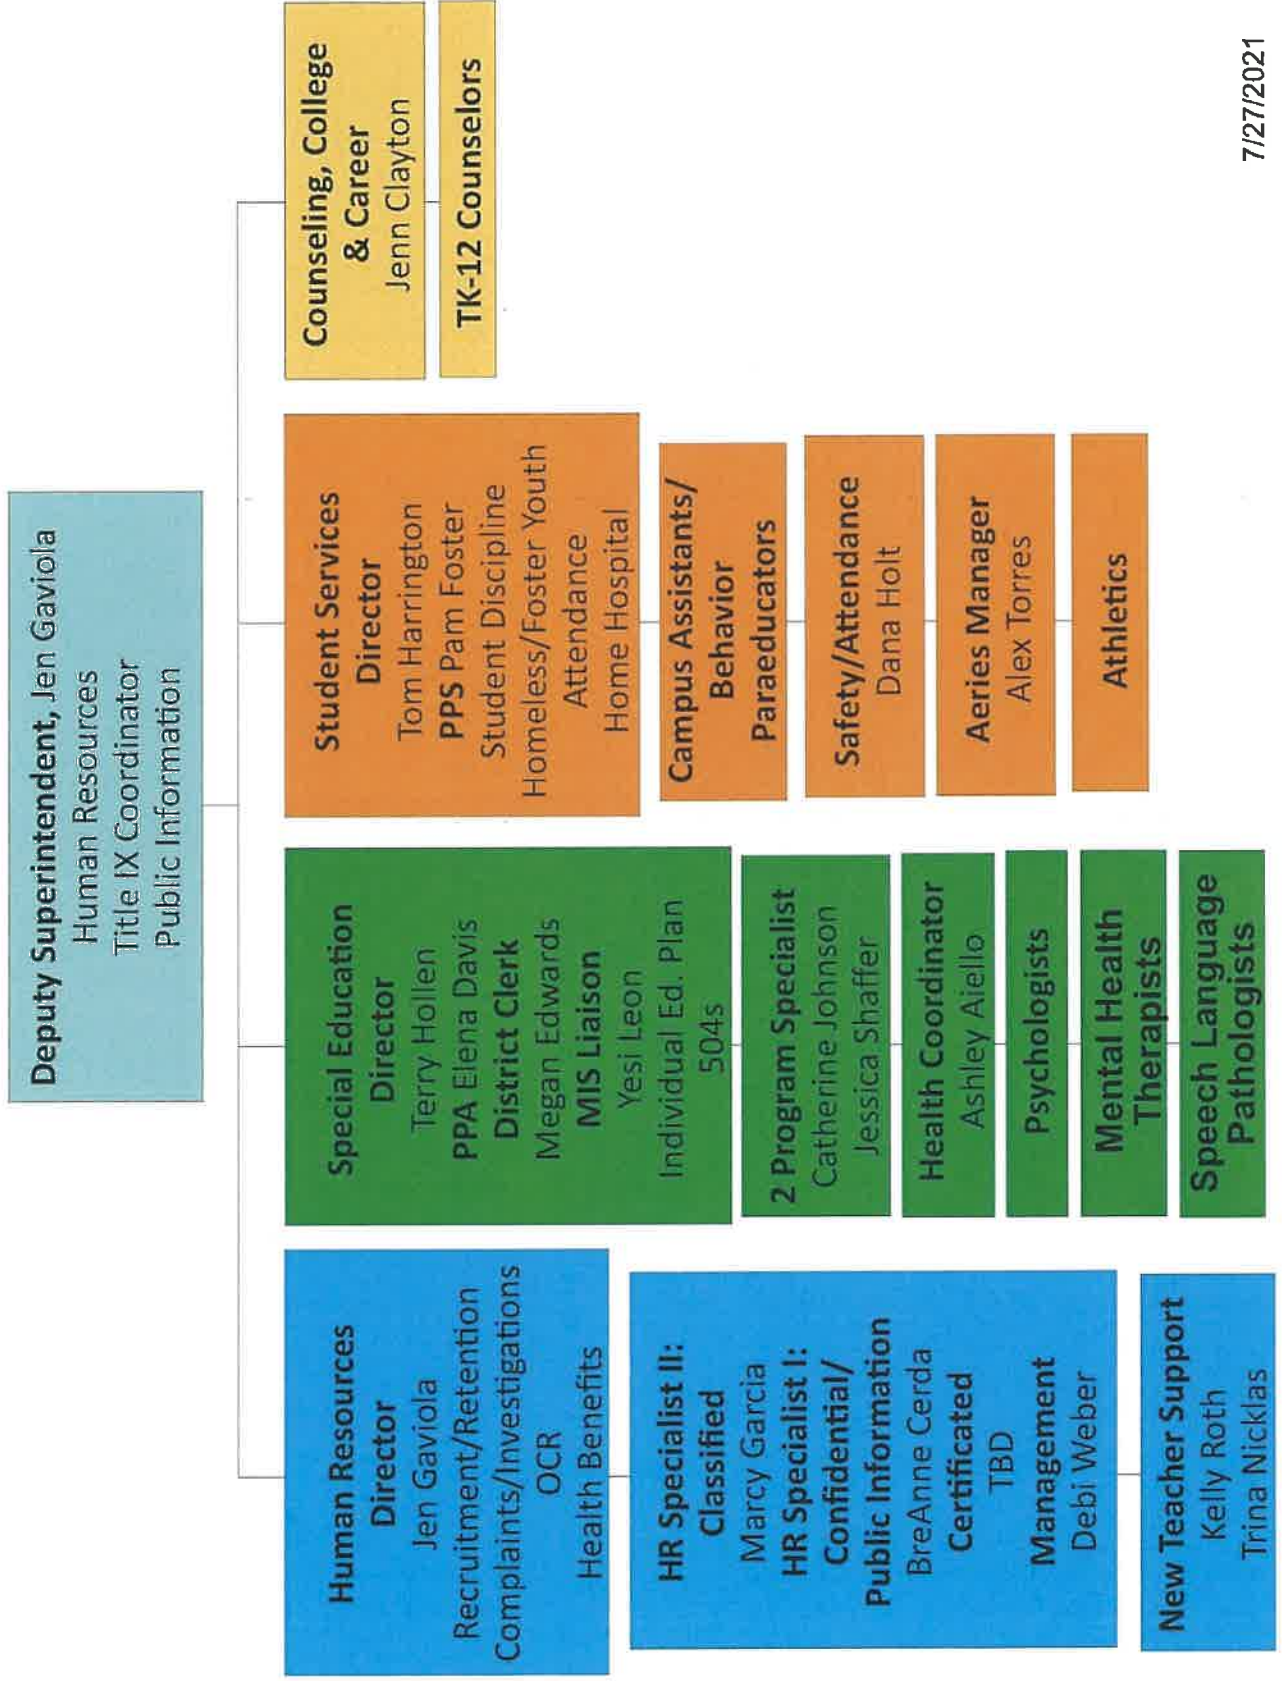 Deputy Superintendent, Jen Gaviola
Human Resources
Title IX Coordinator
Public Information
Human Resources
Director
Jen Gaviola
Recruitment/Retention
Complaints/Investigations
OCR
Health Benefits
HR Specialist II:
Classified
Marcy Garcia
HR Specialist I:
Confidential/
Public Information
BreAnne Cerda
Certificated
TBD
Management
Debi Weber
New Teacher Support
Kelly Roth
Trina Nicklas
Special Education
Director
Terry Hollen
PPA Elena Davis
District Clerk
Megan Edwards
MIS Liaison
Yesi Leon
Individual Ed. Plan
504s
2 Program Specialist
Catherine Johnson
Jessica Shaffer
Health Coordinator
Ashley Aiello
Psychologists
Mental Health
Therapists
Speech Language
Pathologists
Student Services
Director
Tom Harrington
PPS Pam Foster
Student Discipline
Homeless/Foster Youth
Attendance
Home Hospital
Campus Assistants/
Behavior
Paraeducators
Safety/Attendance
Dana Holt
Aeries Manager
Alex Torres
Athletics
Counseling, College
& Career
Jenn Clayton
TK-12 Counselors
7/27/2021